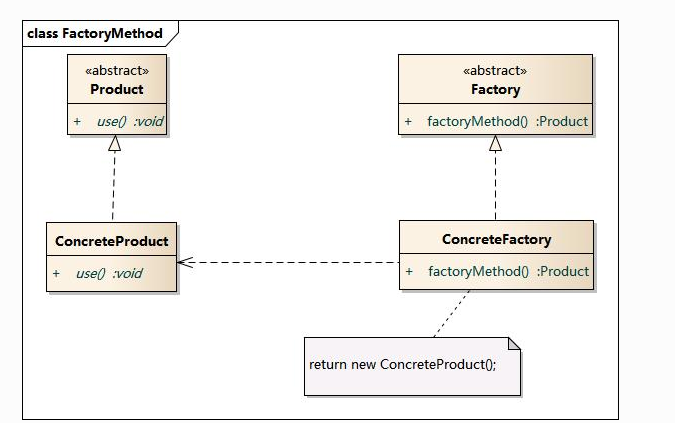 class FactoryMethod
«abstract»
Product
+ use() :void
«abstract»
Factory
+ factoryMethod() :Product
ConcreteProduct
+ use() :void
ConcreteFactory
+ factoryMethod() :Product
return new ConcreteProduct();